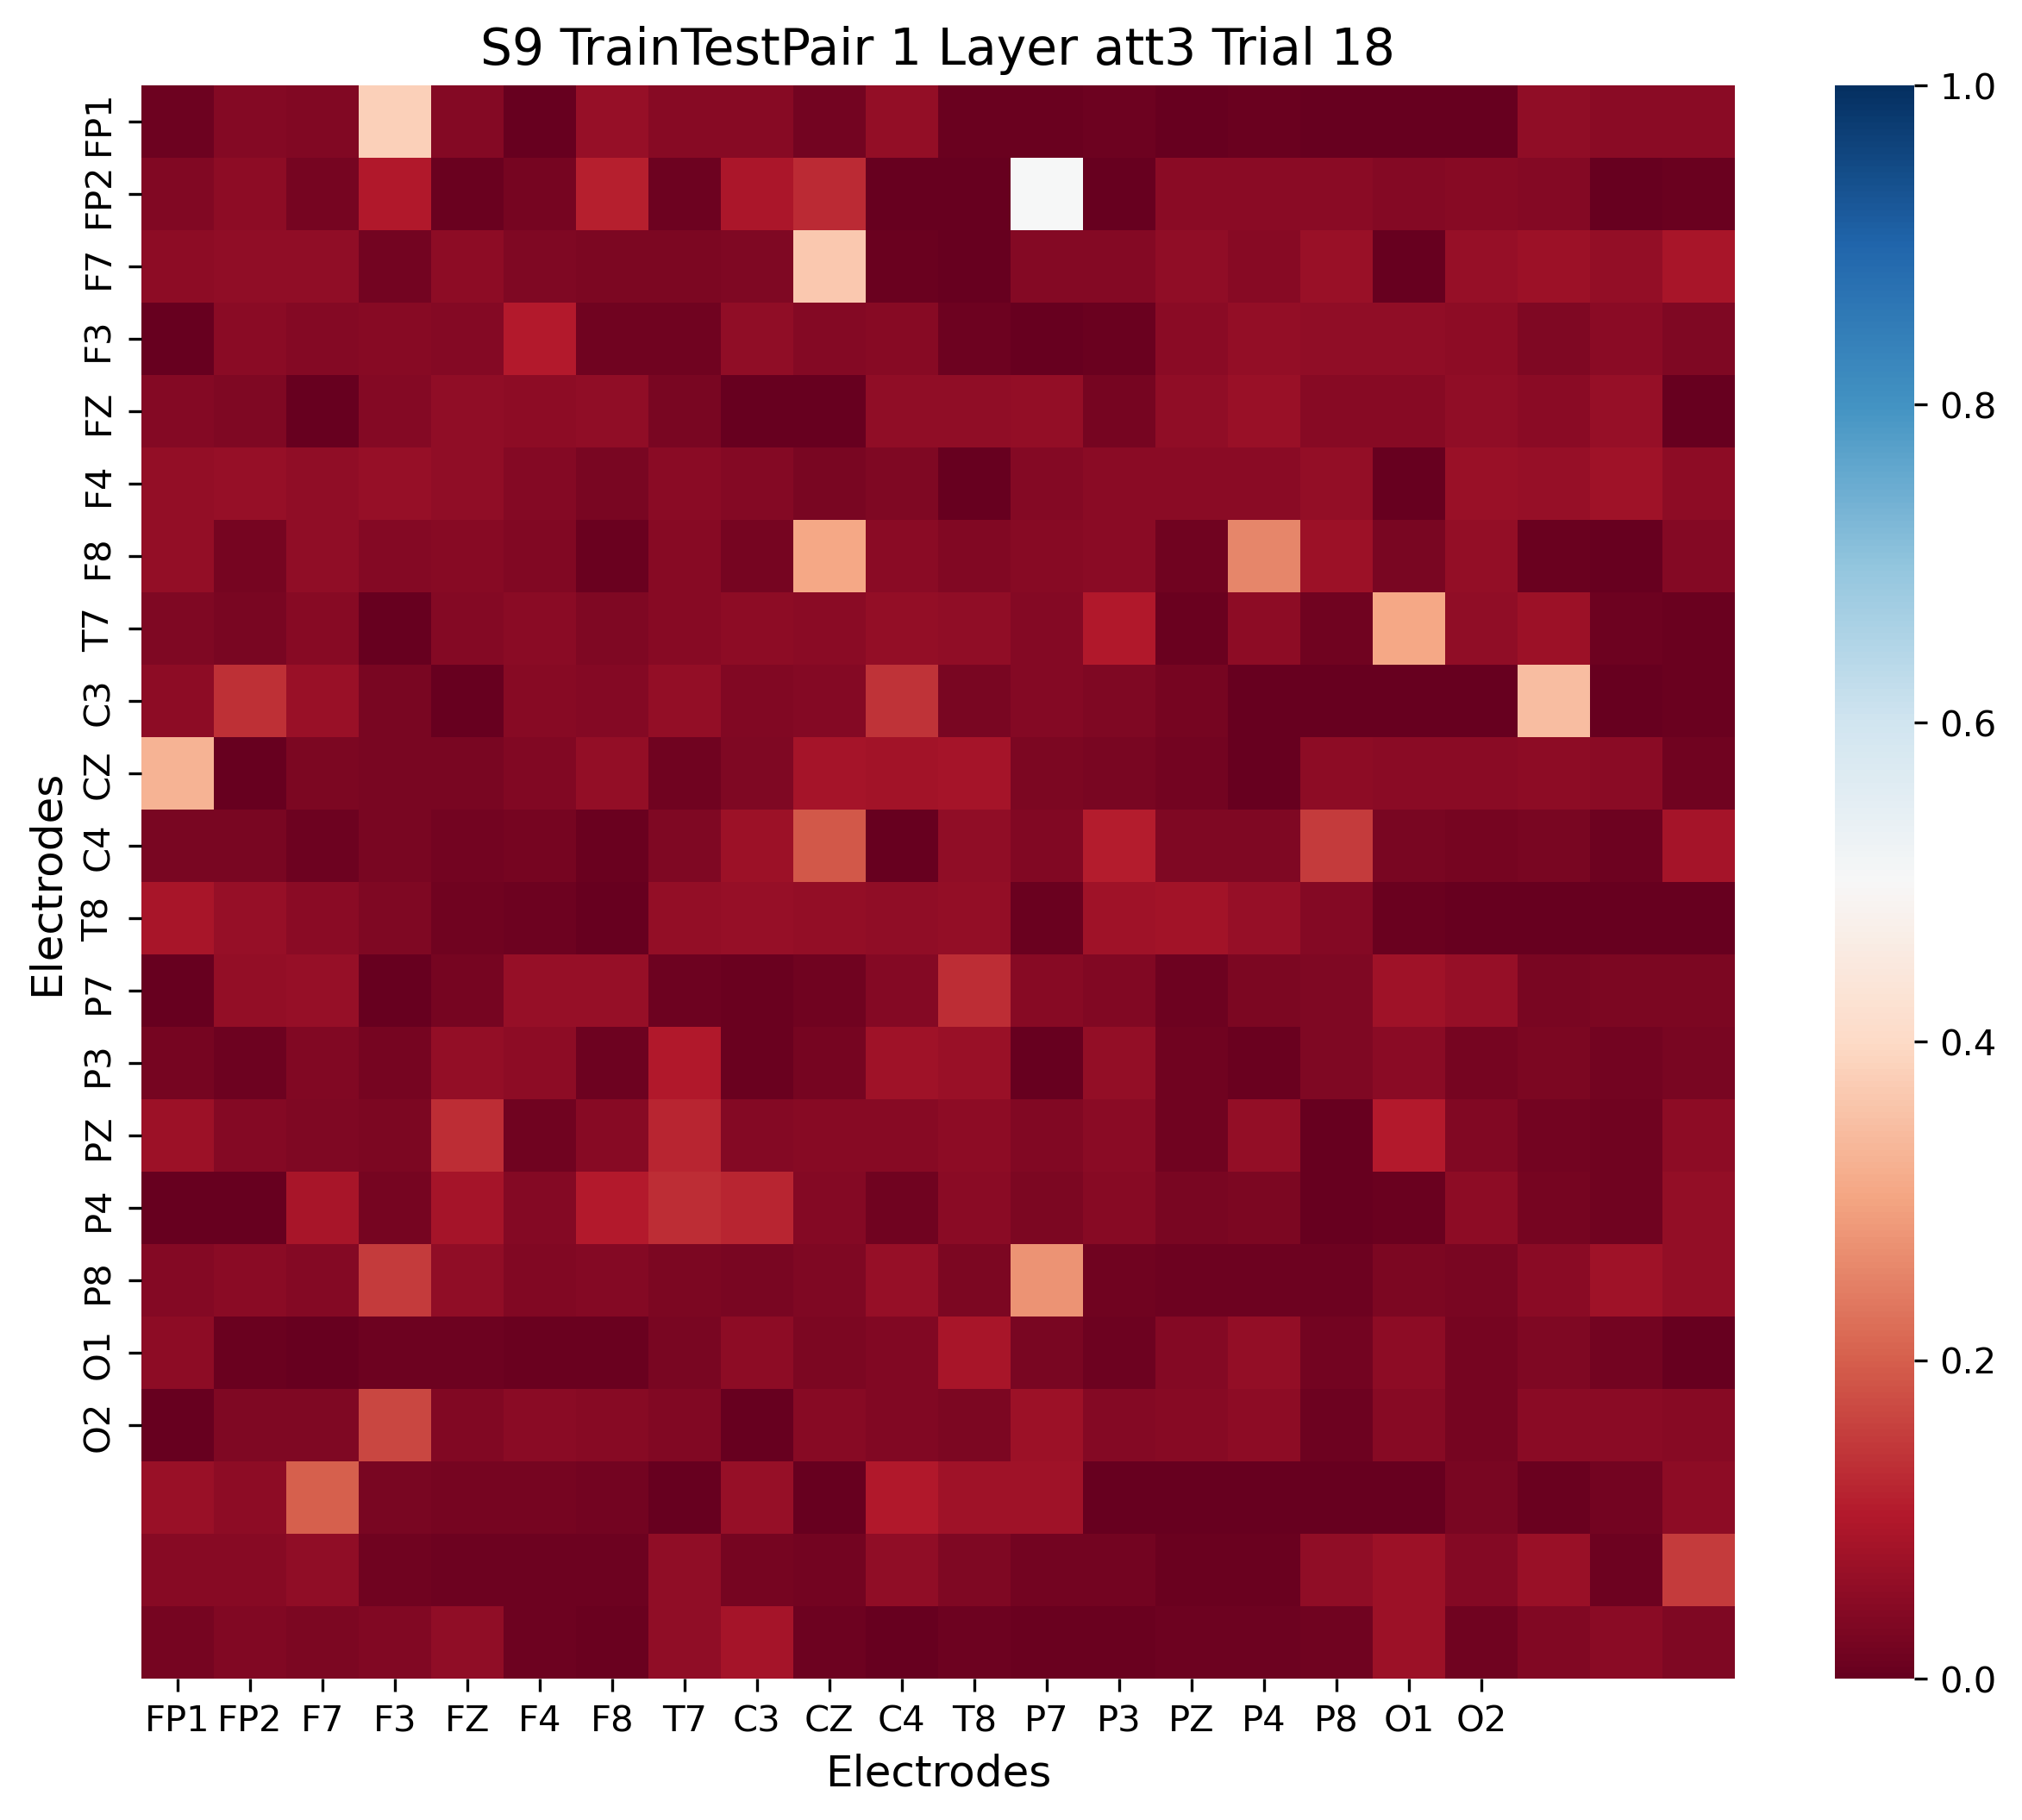 S9 TrainTestPair 1 Layer att3 Trial 18
Electrodes
FP1
FP2
F7
F3
FZ
F4
F8
T7
C3
CZ
C4
T8
P7
P3
PZ
P4
P8
O1
O2
FP1 FP2 F7 F3 FZ F4 F8 T7 C3 CZ C4 T8 P7 P3 PZ P4 P8 O1 O2
Electrodes
1.0
0.8
0.6
0.4
0.2
0.0